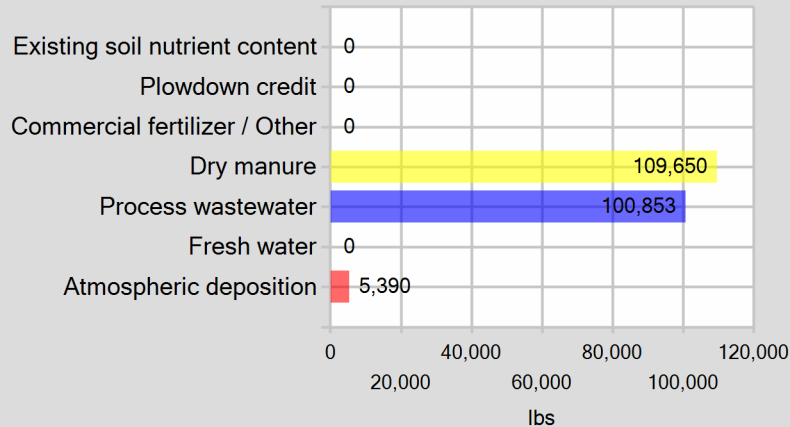 Existing soil nutrient content 0
Plowdown credit 0
Commercial fertilizer / Other 0
Dry manure 109,650
Process wastewater 100,853
Fresh water 0
Atmospheric deposition 5,390
0 40,000 80,000 120,000
20,000 60,000 100,000
lbs